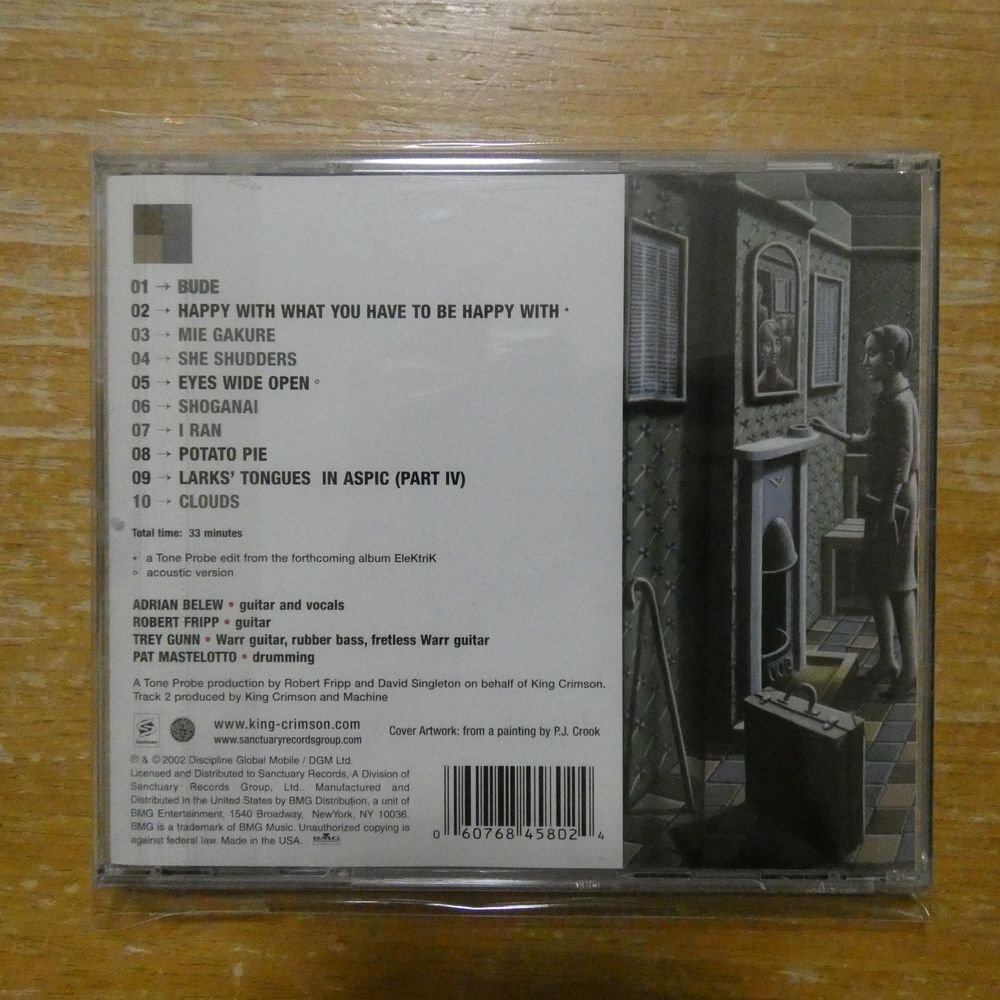 01 → BUDE
02 → HAPPY WITH WHAT YOU HAVE TO BE HAPPY WITH *
03 → MIE GAKURE
04 → SHE SHUDDERS
05 → EYES WIDE OPEN °
06 → SHOGANAI
07 → I RAN
08 → POTATO PIE
09 → LARKS' TONGUES IN ASPIC (PART IV)
10 → CLOUDS
Total time: 33 minutes
* a Tone Probe edit from the forthcoming album EleKtriK
° acoustic version
ADRIAN BELEW • guitar and vocals
ROBERT FRIPP • guitar
TREY GUNN • Warr guitar, rubber bass, fretless Warr guitar
PAT MASTELOTTO • drumming
A Tone Probe production by Robert Fripp and David Singleton on behalf of King Crimson.
Track 2 produced by King Crimson and Machine
Sanctuary
www.king-crimson.com
www.sanctuaryrecordsgroup.com
Cover Artwork: from a painting by P.J. Crook
℗ & © 2002 Discipline Global Mobile / DGM Ltd.
Licensed and Distributed to Sanctuary Records, A Division of
Sanctuary Records Group, Ltd.. Manufactured and
Distributed in the United States by BMG Distribution, a unit of
BMG Entertainment, 1540 Broadway, NewYork, NY 10036.
BMG is a trademark of BMG Music. Unauthorized copying is
against federal law. Made in the USA.
BMG
0 60768 45802 4